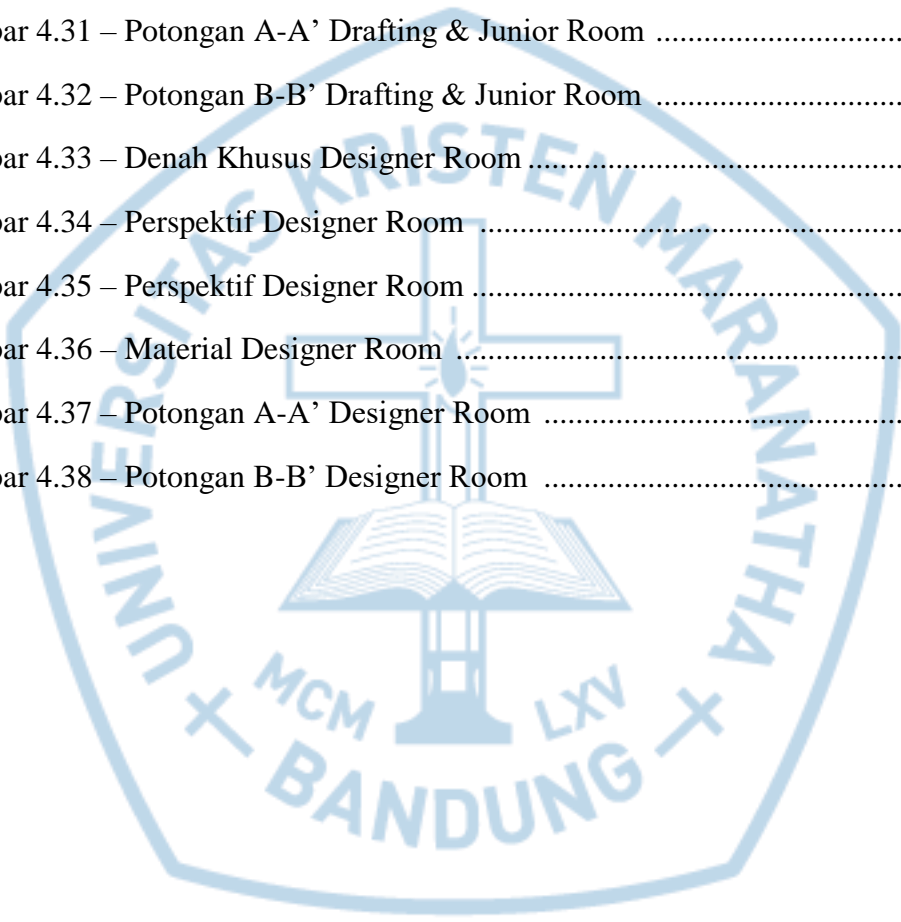 bar 4.31 – Potongan A-A’ Drafting & Junior Room ...............................
bar 4.32 – Potongan B-B’ Drafting & Junior Room ...............................
bar 4.33 – Denah Khusus Designer Room ...............................................
bar 4.34 – Perspektif Designer Room .....................................................
bar 4.35 – Perspektif Designer Room ......................................................
bar 4.36 – Material Designer Room ........................................................
bar 4.37 – Potongan A-A’ Designer Room .............................................
bar 4.38 – Potongan B-B’ Designer Room .............................................
UNIVERSITAS KRISTEN MARANATHA
MCM LXV
BANDUNG